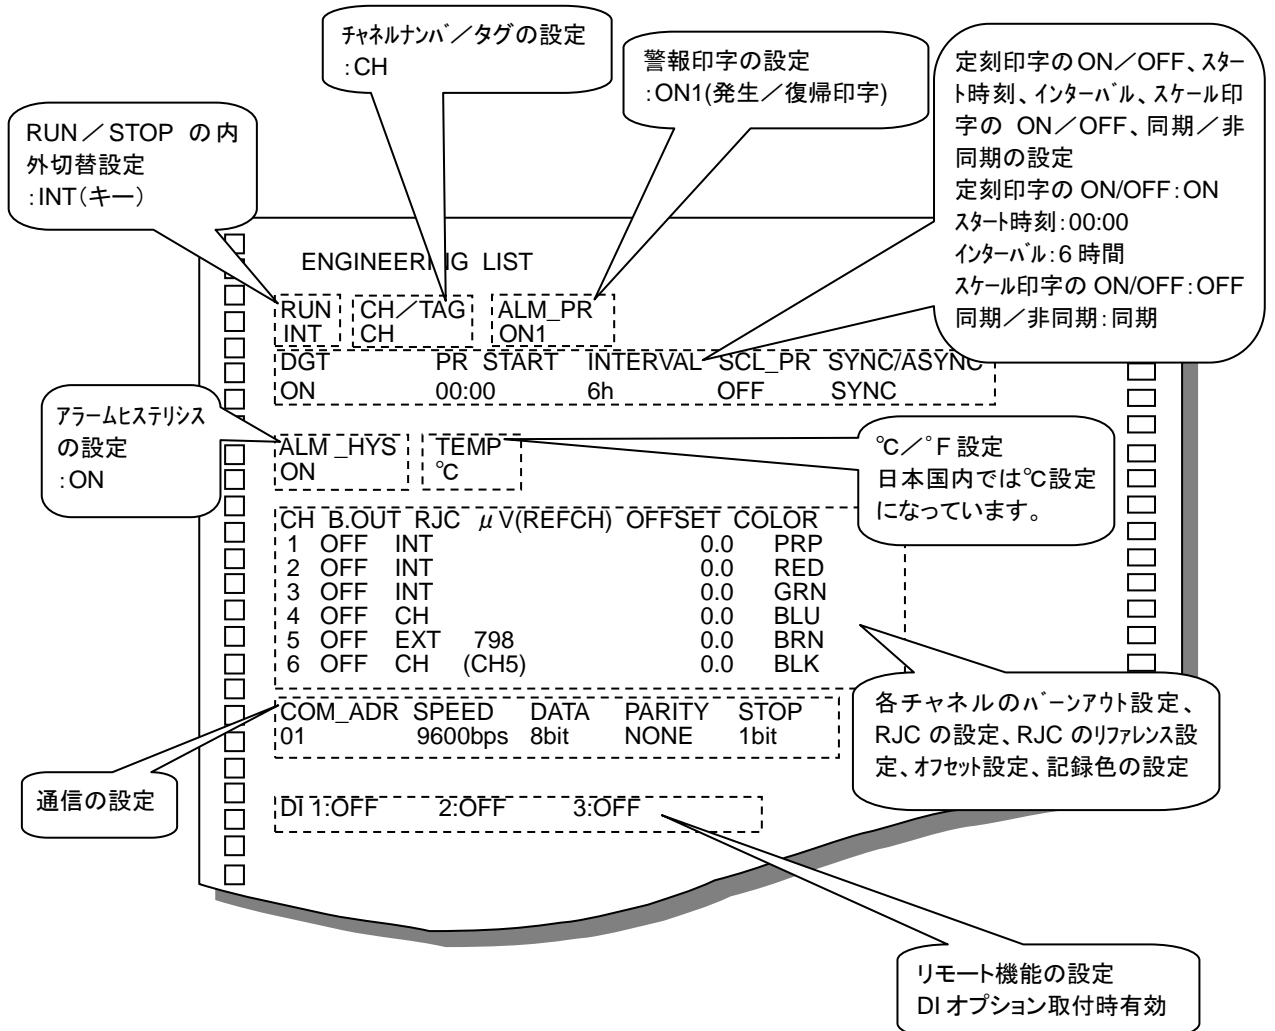 チャネルナンバ／タグの設定
:CH
警報印字の設定
:ON1(発生／復帰印字)
定刻印字のON／OFF、スター
ト時刻、インターバル、スケール印
字の ON／OFF、同期／非
同期の設定
定刻印字の ON/OFF:ON
スタート時刻:00:00
インターバル:6 時間
スケール印字の ON/OFF:OFF
同期／非同期:同期
RUN／STOP の内
外切替設定
:INT(キー)
ENGINEERING LIST
RUN CH／TAG ALM_PR
INT CH ON1
DGT PR START INTERVAL SCL_PR SYNC/ASYNC
ON 00:00 6h OFF SYNC
アラームヒステリシス
の設定
:ON
ALM_HYS TEMP
ON ℃
℃／°F 設定
日本国内では℃設定
になっています。
CH B.OUT RJC μV(REFCH) OFFSET COLOR
1 OFF INT 0.0 PRP
2 OFF INT 0.0 RED
3 OFF INT 0.0 GRN
4 OFF CH 0.0 BLU
5 OFF EXT 798 0.0 BRN
6 OFF CH (CH5) 0.0 BLK
各チャネルのバーンアウト設定、
RJC の設定、RJC のリファレンス設
定、オフセット設定、記録色の設定
COM_ADR SPEED DATA PARITY STOP
01 9600bps 8bit NONE 1bit
通信の設定
DI 1:OFF 2:OFF 3:OFF
リモート機能の設定
DI オプション取付時有効